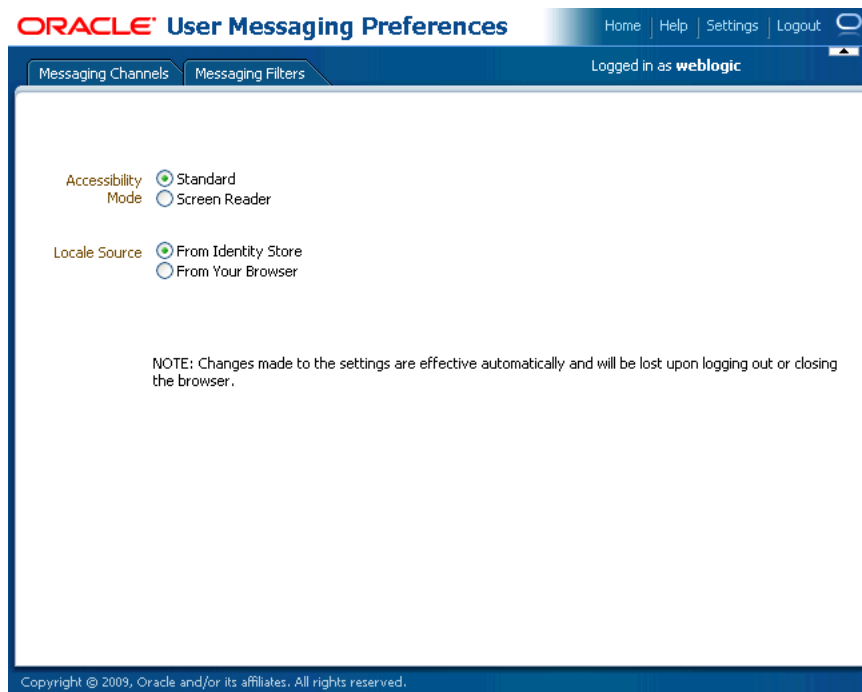 ORACLE User Messaging Preferences
Home Help Settings Logout
Messaging Channels Messaging Filters
Logged in as weblogic
Accessibility Mode
Standard
Screen Reader
Locale Source
From Identity Store
From Your Browser
NOTE: Changes made to the settings are effective automatically and will be lost upon logging out or closing
the browser.
Copyright © 2009, Oracle and/or its affiliates. All rights reserved.